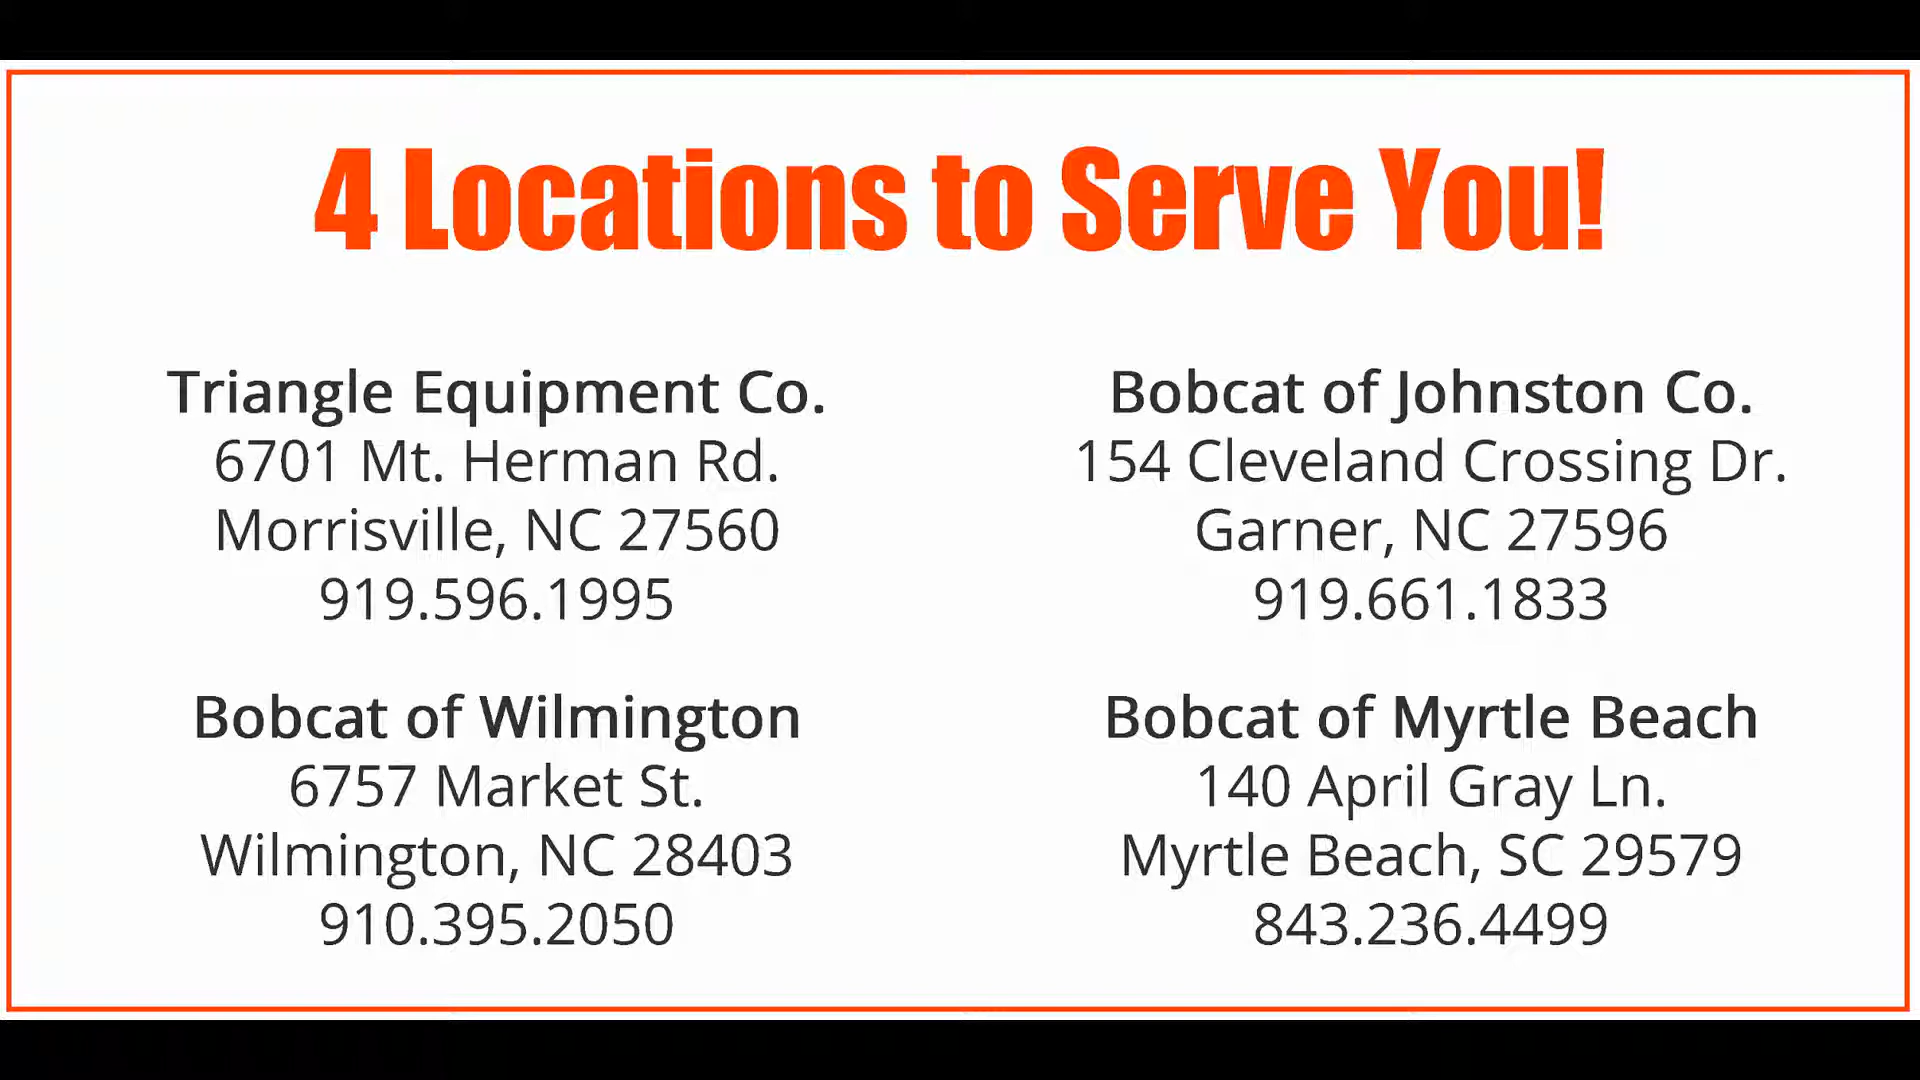 4 Locations to Serve You!
Triangle Equipment Co.
6701 Mt. Herman Rd.
Morrisville, NC 27560
919.596.1995
Bobcat of Johnston Co.
154 Cleveland Crossing Dr.
Garner, NC 27596
919.661.1833
Bobcat of Wilmington
6757 Market St.
Wilmington, NC 28403
910.395.2050
Bobcat of Myrtle Beach
140 April Gray Ln.
Myrtle Beach, SC 29579
843.236.4499